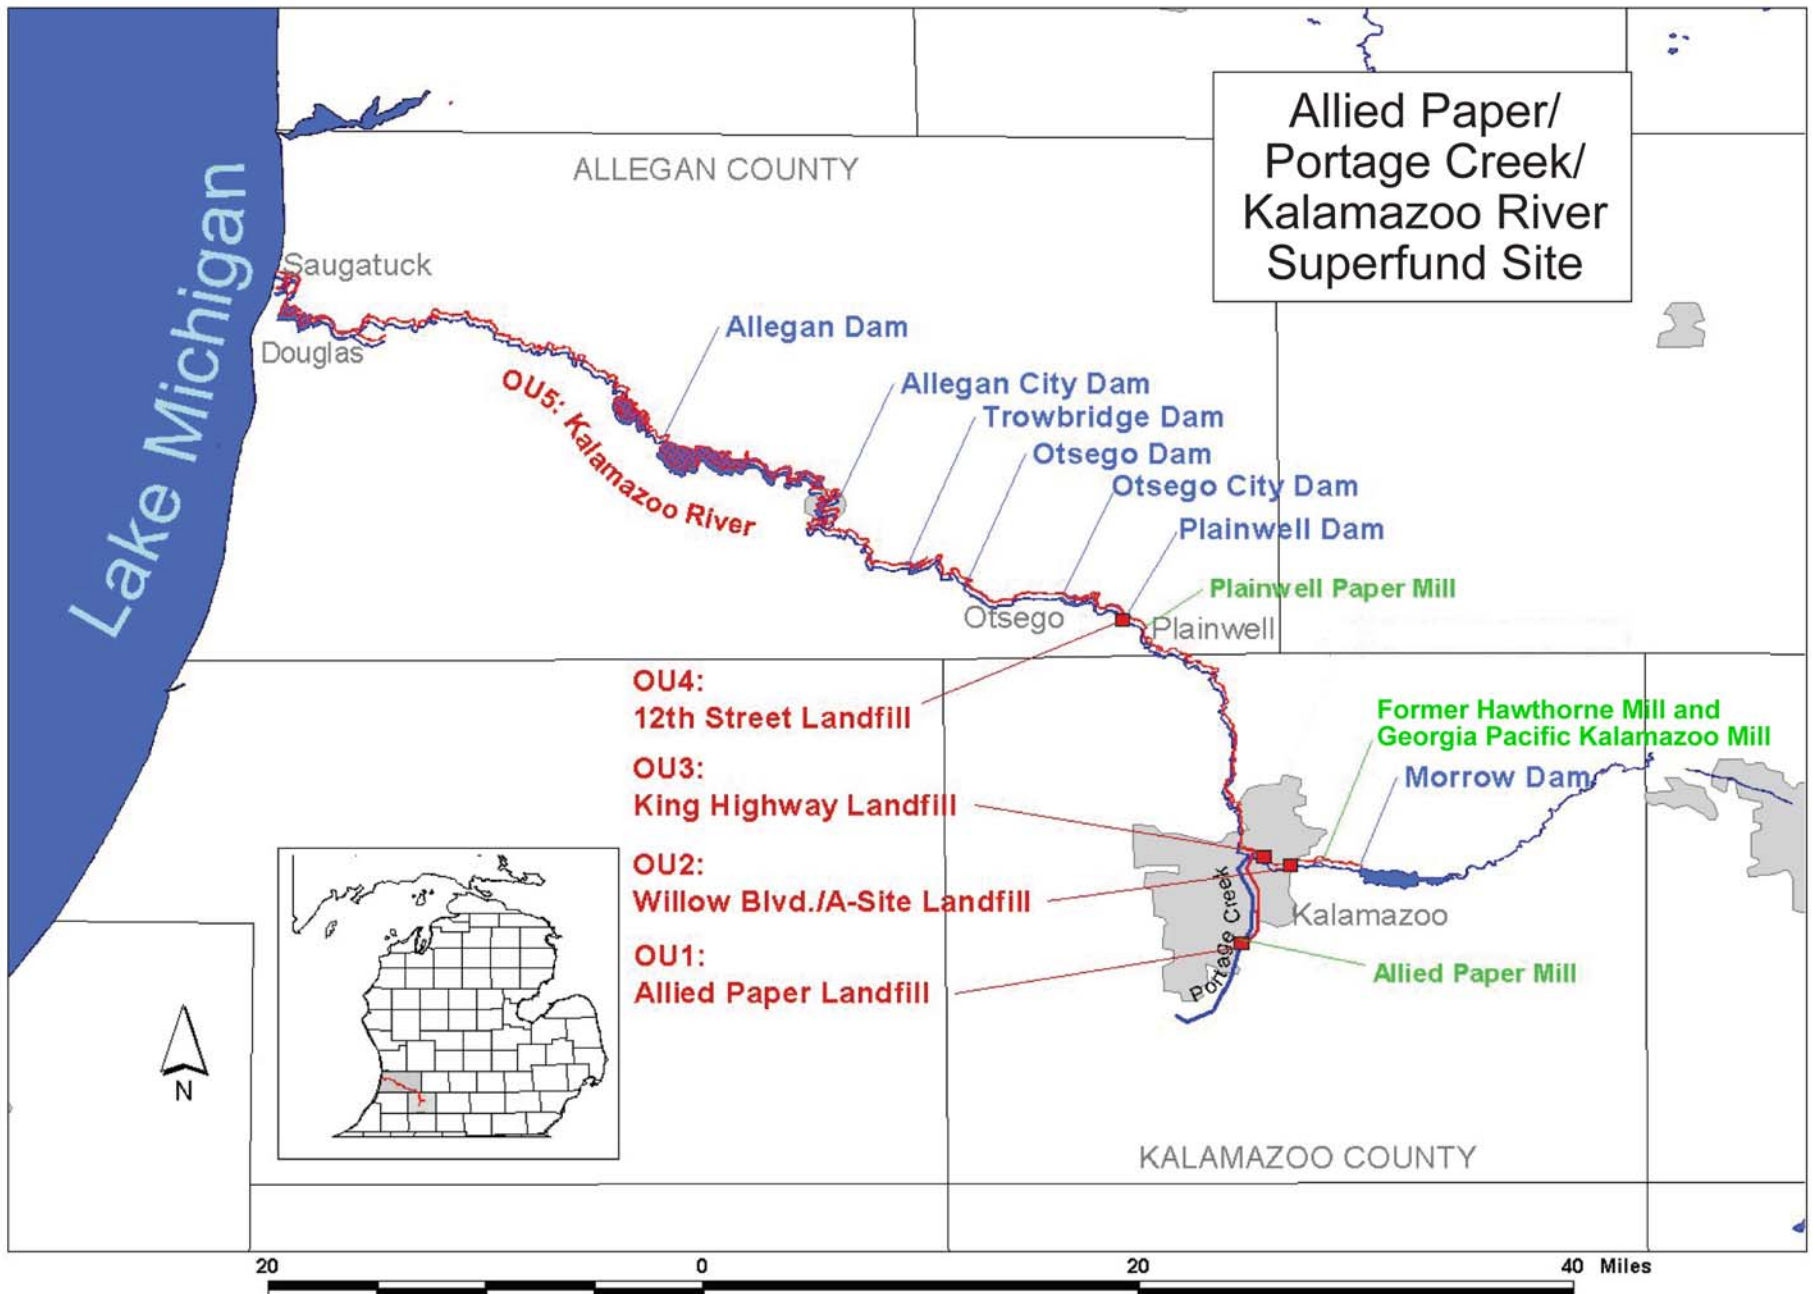 Allied Paper/
Portage Creek/
Kalamazoo River
Superfund Site
ALLEGAN COUNTY
Lake Michigan
Saugatuck
Douglas
Allegan Dam
Allegan City Dam
Trowbridge Dam
Otsego Dam
Otsego City Dam
Plainwell Dam
OU5: Kalamazoo River
Plainwell Paper Mill
Otsego
Plainwell
OU4:
12th Street Landfill
Former Hawthorne Mill and
Georgia Pacific Kalamazoo Mill
Morrow Dam
OU3:
King Highway Landfill
OU2:
Willow Blvd./A-Site Landfill
Portage Creek
Kalamazoo
OU1:
Allied Paper Landfill
Allied Paper Mill
N
KALAMAZOO COUNTY
20 0 20 40 Miles